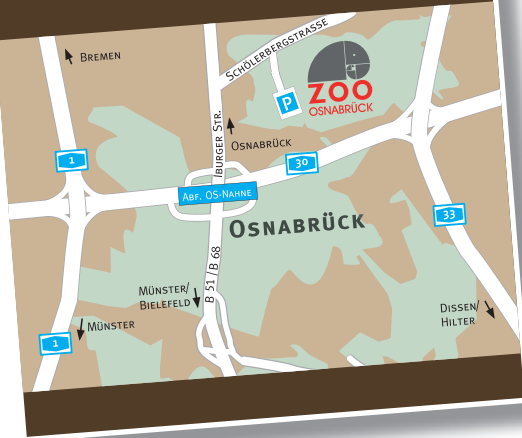 BREMEN
SCHÖLERBERGSTRASSE
P
ZOO
OSNABRÜCK
IBURGER STR.
OSNABRÜCK
1
30
ABF. OS-NAHNE
OSNABRÜCK
33
B 51 /B 68
MÜNSTER/
BIELEFELD
DISSEN/
HILTER
MÜNSTER
1